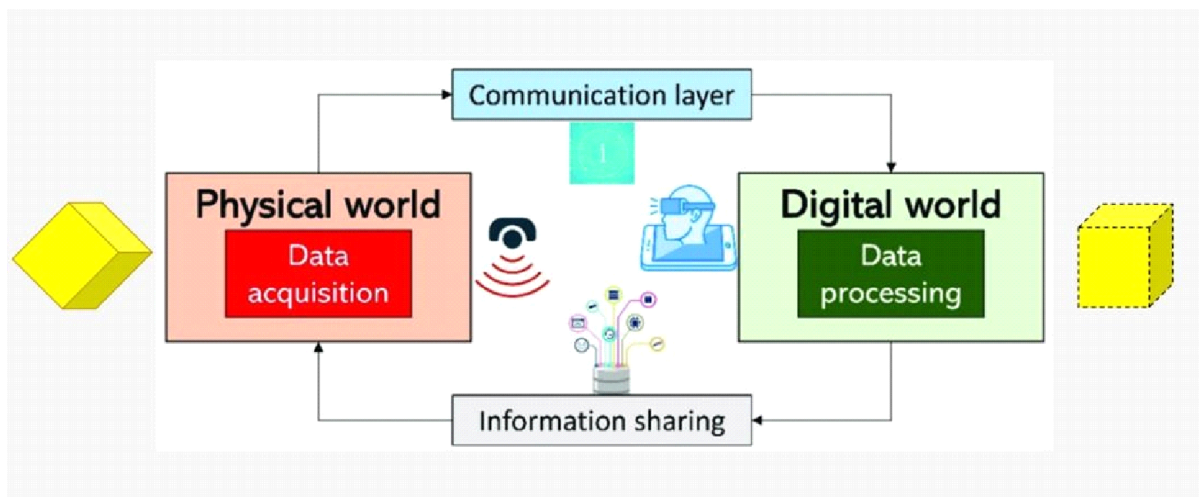 Communication layer
1
Physical world
Data
acquisition
Digital world
Data
processing
Information sharing